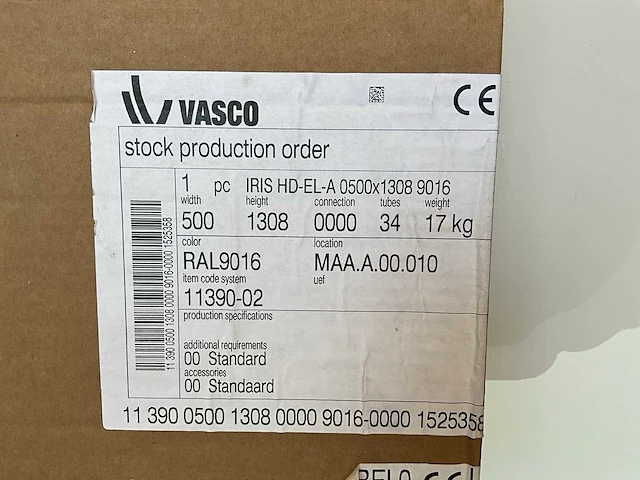 VASCO
CE
stock production order
1 pc IRIS HD-EL-A 0500x1308 9016
width height connection tubes weight
500 1308 0000 34 17 kg
color location
RAL9016 MAA.A.00.010
item code system uef
11390-02
production specifications
additional requirements
00 Standard
accessories
00 Standaard
11 390 0500 1308 0000 9016-0000 1525358
11 390 0500 1308 0000 9016-0000 1525358